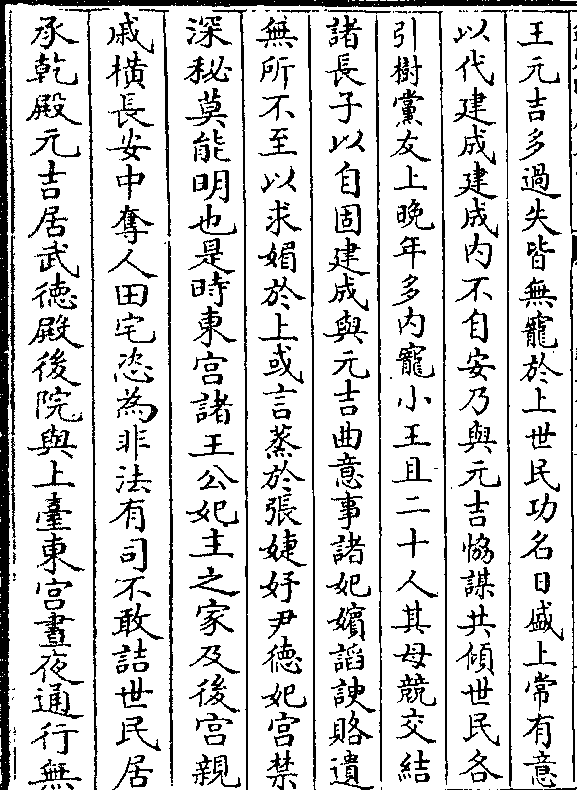 王元吉多過失皆無寵於上世民功名日盛上常有意
以代建成建成内不自安乃與元吉恊謀共傾世民各
引樹黨友上晚年多内寵小王且二十人其母競交結
諸長子以自固建成與元吉曲意事諸妃嬪謟諛賂遺
無所不至以求媚於上或言蒸於張婕妤尹德妃宫禁
深秘莫能明也是時東宫諸王公妃主之家及後宫親
戚横長安中奪人田宅恣為非法有司不敢詰世民居
承乾殿元吉居武德殿後院與上臺東宫晝夜通行無